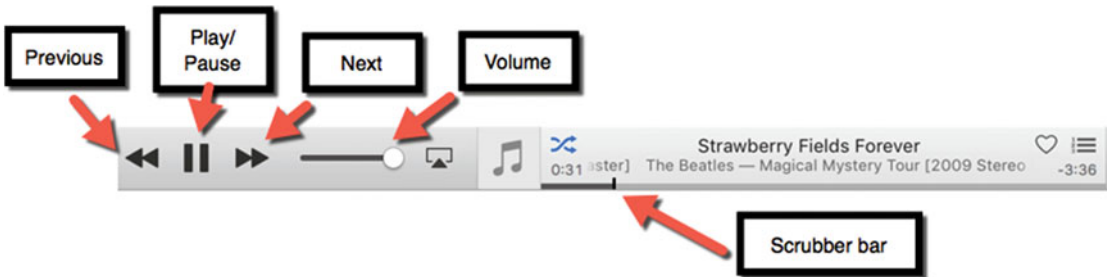 Previous
Play/
Pause
Next
Volume
Strawberry Fields Forever
0:31 aster] The Beatles — Magical Mystery Tour [2009 Stereo -3:36
Scrubber bar